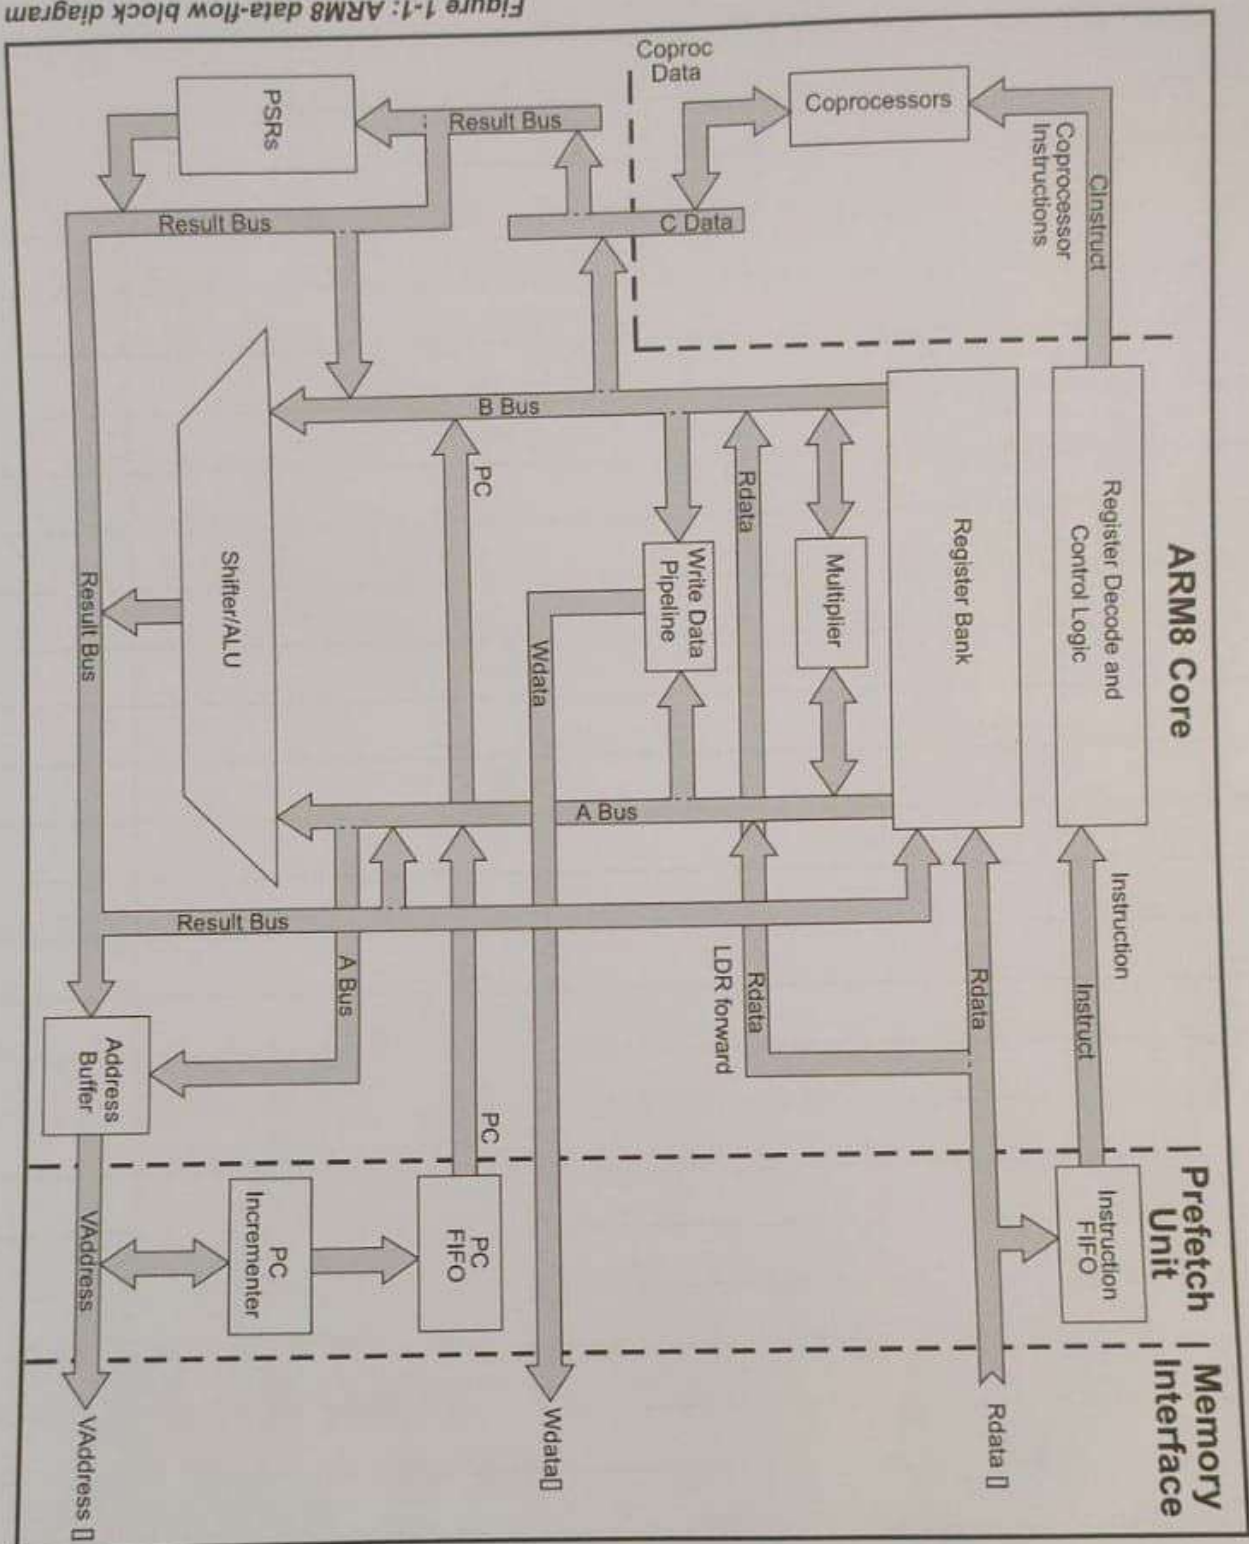 Figure 1-1: ARM8 data-flow block diagram
ARM8 Core
Prefetch
Unit
Memory
Interface
Coproc
Data
Coprocessors
CInstruct
Coprocessor
Instructions
C Data
PSRs
Result Bus
Result Bus
Register Decode and
Control Logic
Instruction
Instruct
Instruction
FIFO
Register Bank
Rdata
Rdata []
Multiplier
Rdata
Rdata
LDR forward
Write Data
Pipeline
B Bus
A Bus
Wdata
Wdata[]
PC
PC
PC
FIFO
PC
Incrementer
Shifter/ALU
A Bus
Result Bus
Result Bus
Address
Buffer
VAddress
VAddress []